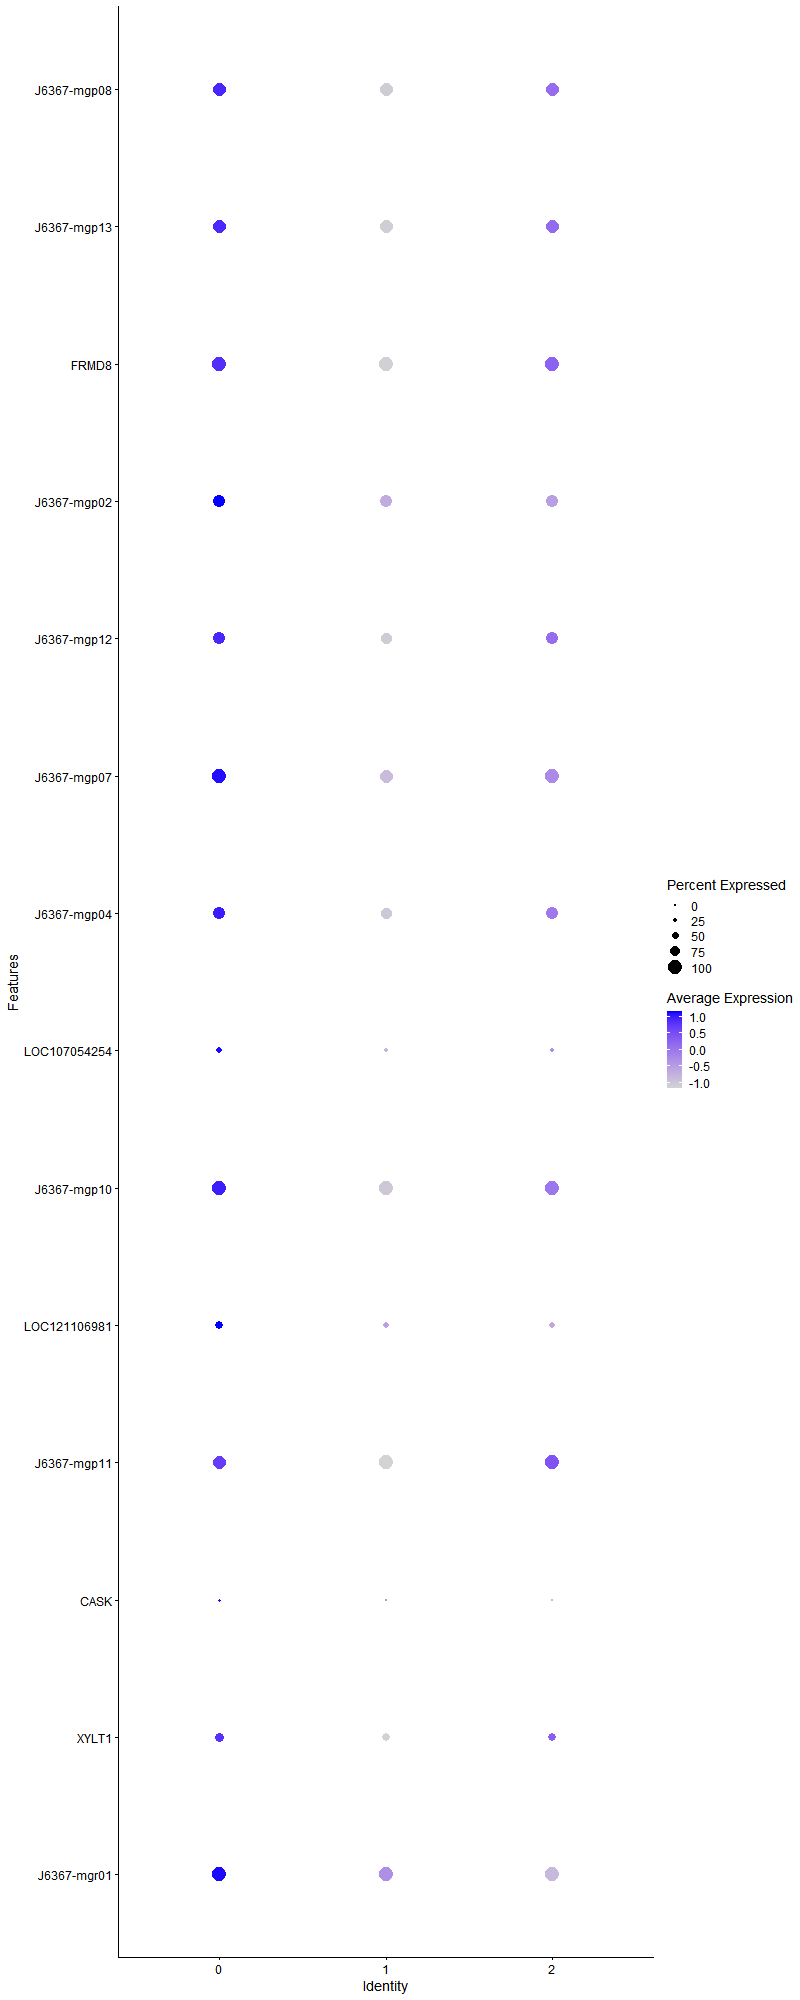 J6367-mgp08
J6367-mgp13
FRMD8
J6367-mgp02
J6367-mgp12
J6367-mgp07
J6367-mgp04
LOC107054254
J6367-mgp10
LOC121106981
J6367-mgp11
CASK
XYLT1
J6367-mgr01
Features
0
1
2
Identity
Percent Expressed
0
25
50
75
100
Average Expression
1.0
0.5
0.0
-0.5
-1.0